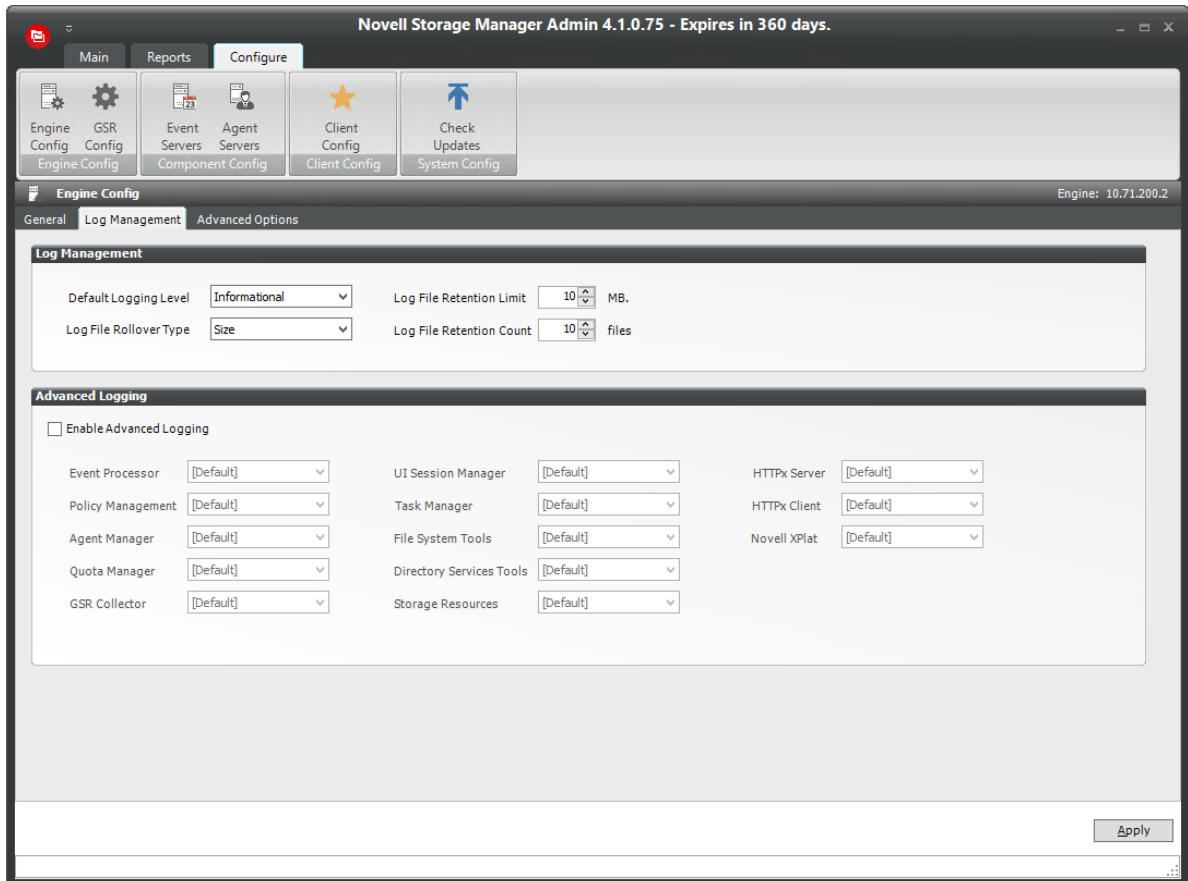 Novell Storage Manager Admin 4.1.0.75 - Expires in 360 days.
Main Reports Configure
Engine Config
GSR Config
Event Servers
23
Agent Servers
Client Config
Check Updates
Engine Config Component Config Client Config System Config
Engine Config Engine: 10.71.200.2
General Log Management Advanced Options
Log Management
Default Logging Level Informational Log File Retention Limit 10 MB.
Log File Rollover Type Size Log File Retention Count 10 files
Advanced Logging
Enable Advanced Logging
Event Processor [Default] UI Session Manager [Default] HTTPx Server [Default]
Policy Management [Default] Task Manager [Default] HTTPx Client [Default]
Agent Manager [Default] File System Tools [Default] Novell XPlat [Default]
Quota Manager [Default] Directory Services Tools [Default]
GSR Collector [Default] Storage Resources [Default]
Apply